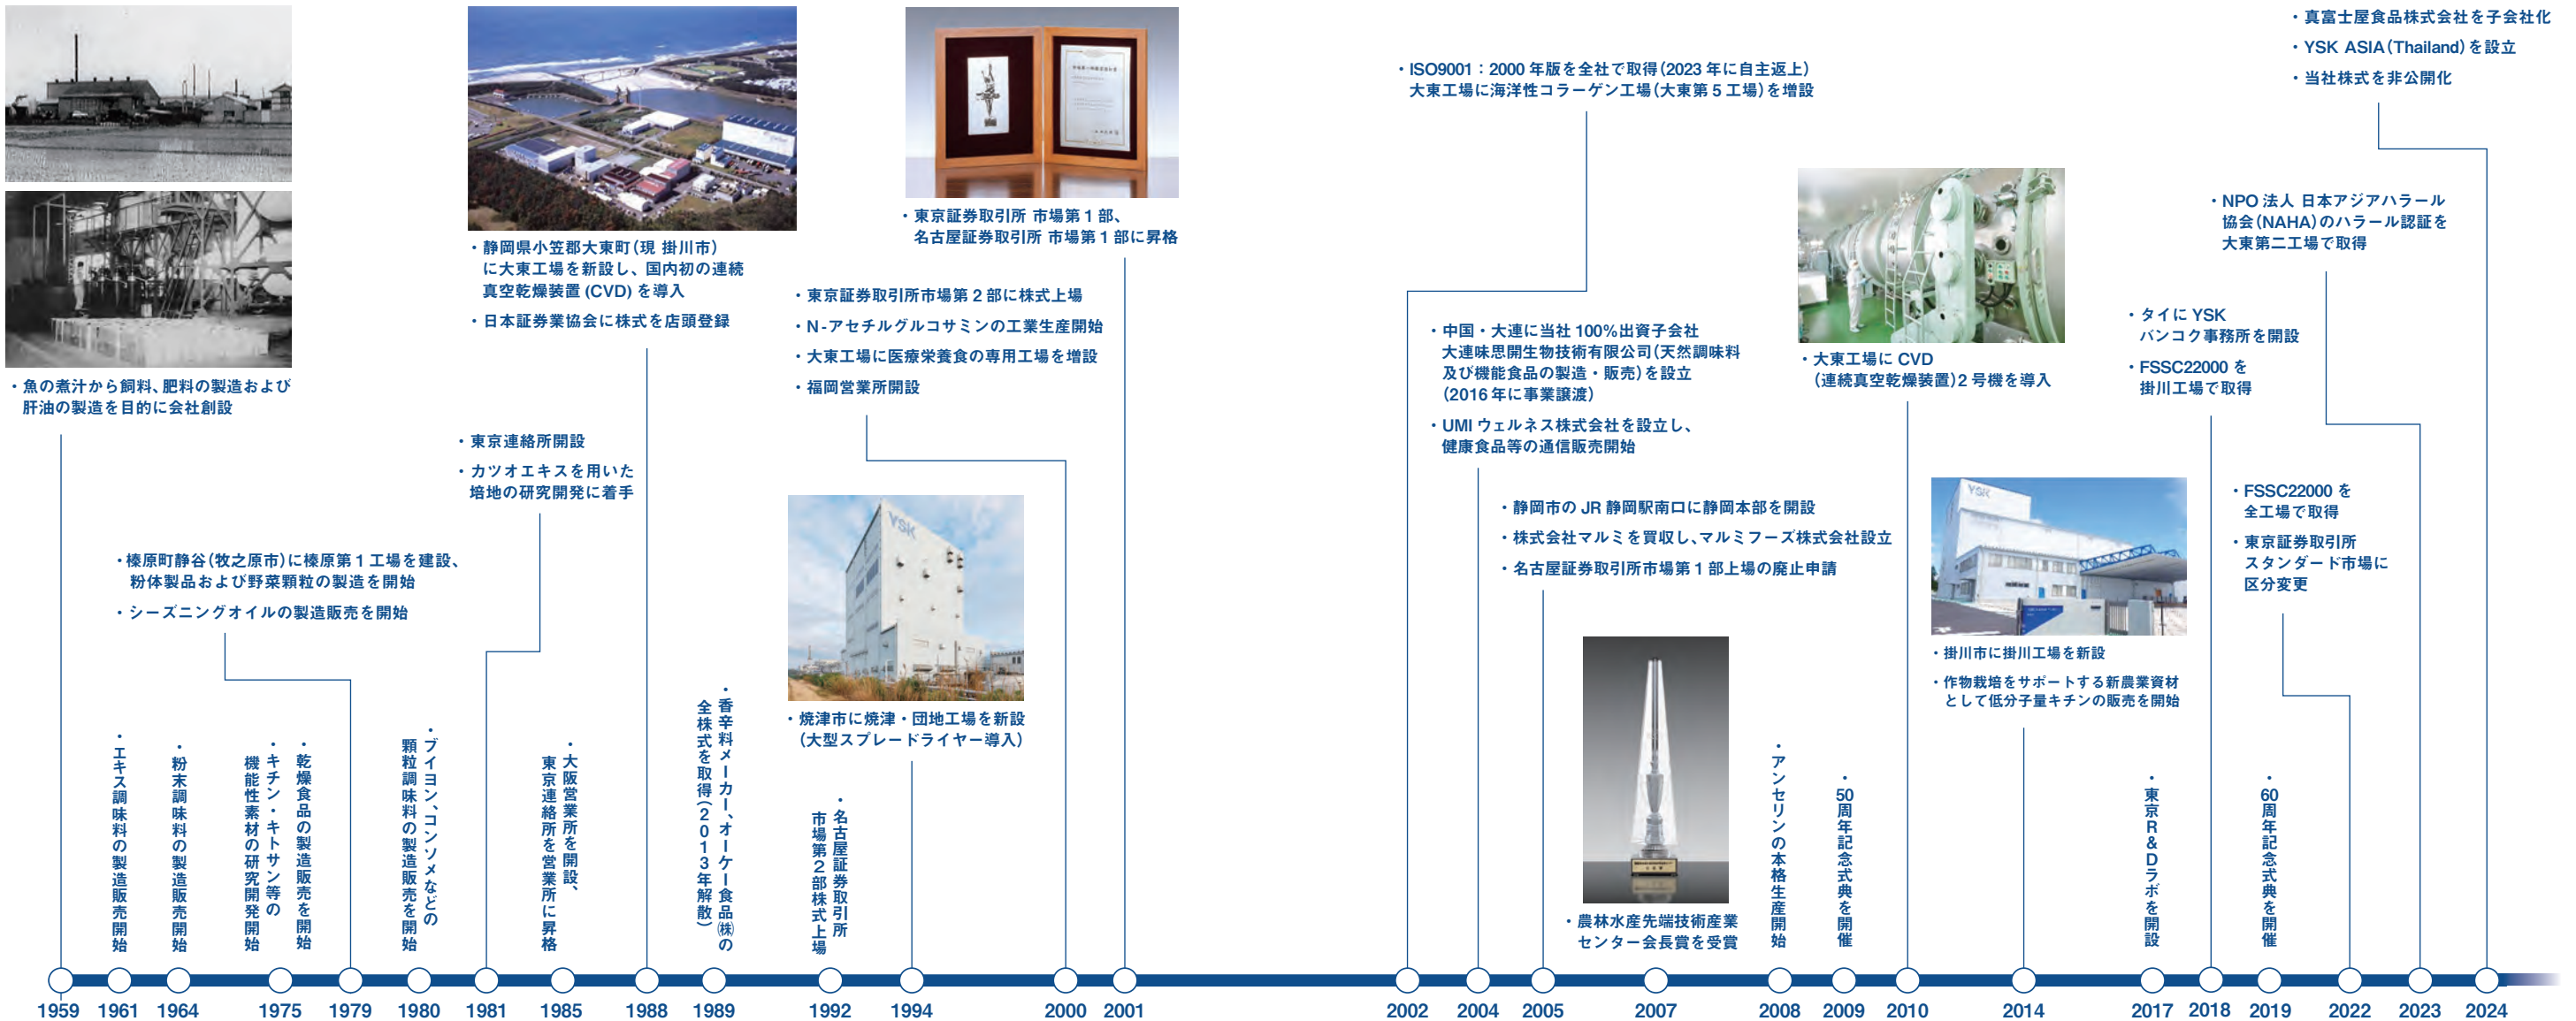 ・魚の煮汁から飼料、肥料の製造および
肝油の製造を目的に会社創設
1959
・エキス調味料の製造販売開始
1961
・粉末調味料の製造販売開始
1964
・乾燥食品の製造販売を開始
・キチン・キトサン等の
機能性素材の研究開発開始
1975
・榛原町静谷(牧之原市)に榛原第1工場を建設、
粉体製品および野菜顆粒の製造を開始
・シーズニングオイルの製造販売を開始
1979
・ブイヨン、コンソメなどの
顆粒調味料の製造販売を開始
1980
・東京連絡所開設
・カツオエキスを用いた
培地の研究開発に着手
1981
・大阪営業所を開設、
東京連絡所を営業所に昇格
1985
・静岡県小笠郡大東町(現 掛川市)
に大東工場を新設し、国内初の連続
真空乾燥装置(CVD)を導入
・日本証券業協会に株式を店頭登録
1988
・香辛料メーカー、オーケー食品㈱の
全株式を取得(2013年解散)
1989
・名古屋証券取引所
市場第2部株式上場
1992
YSK
・焼津市に焼津・団地工場を新設
(大型スプレードライヤー導入)
1994
・東京証券取引所市場第2部に株式上場
・N-アセチルグルコサミンの工業生産開始
・大東工場に医療栄養食の専用工場を増設
・福岡営業所開設
2000
・東京証券取引所 市場第1部、
名古屋証券取引所 市場第1部に昇格
2001
・ISO9001：2000年版を全社で取得(2023年に自主返上)
大東工場に海洋性コラーゲン工場(大東第5工場)を増設
2002
・中国・大連に当社100%出資子会社
大連味思開生物技術有限公司(天然調味料
及び機能食品の製造・販売)を設立
(2016年に事業譲渡)
・UMIウェルネス株式会社を設立し、
健康食品等の通信販売開始
2004
・静岡市のJR静岡駅南口に静岡本部を開設
・株式会社マルミを買収し、マルミフーズ株式会社設立
・名古屋証券取引所市場第1部上場の廃止申請
2005
・農林水産先端技術産業
センター会長賞を受賞
2007
・アンセリンの本格生産開始
2008
・50周年記念式典を開催
2009
・大東工場にCVD
(連続真空乾燥装置)2号機を導入
2010
YSK
・掛川市に掛川工場を新設
・作物栽培をサポートする新農業資材
として低分子量キチンの販売を開始
2014
・東京R&Dラボを開設
2017
・タイにYSK
バンコク事務所を開設
・FSSC22000を
掛川工場で取得
2018
・60周年記念式典を開催
2019
・FSSC22000を
全工場で取得
・東京証券取引所
スタンダード市場に
区分変更
2022
・NPO法人 日本アジアハラール
協会(NAHA)のハラール認証を
大東第二工場で取得
2023
・真富士屋食品株式会社を子会社化
・YSK ASIA(Thailand)を設立
・当社株式を非公開化
2024